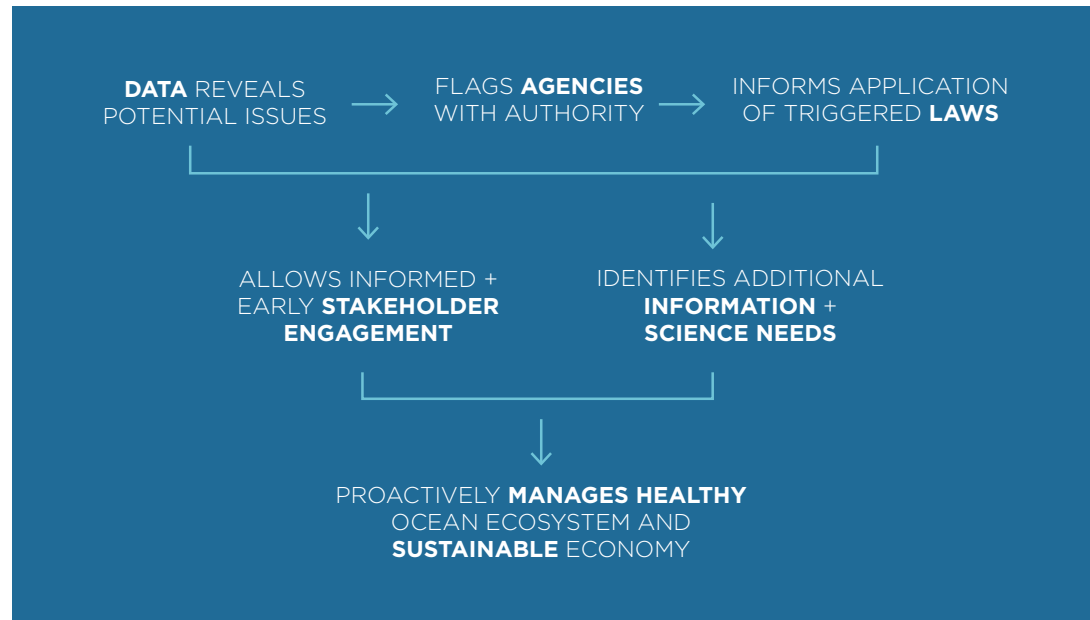 DATA REVEALS
POTENTIAL ISSUES
FLAGS AGENCIES
WITH AUTHORITY
INFORMS APPLICATION
OF TRIGGERED LAWS
ALLOWS INFORMED +
EARLY STAKEHOLDER
ENGAGEMENT
IDENTIFIES ADDITIONAL
INFORMATION +
SCIENCE NEEDS
PROACTIVELY MANAGES HEALTHY
OCEAN ECOSYSTEM AND
SUSTAINABLE ECONOMY